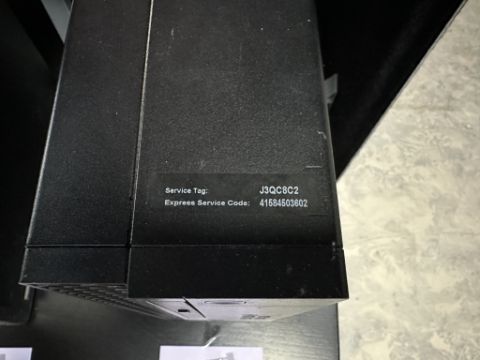 Service Tag: J3QC8C2
Express Service Code: 41584503602